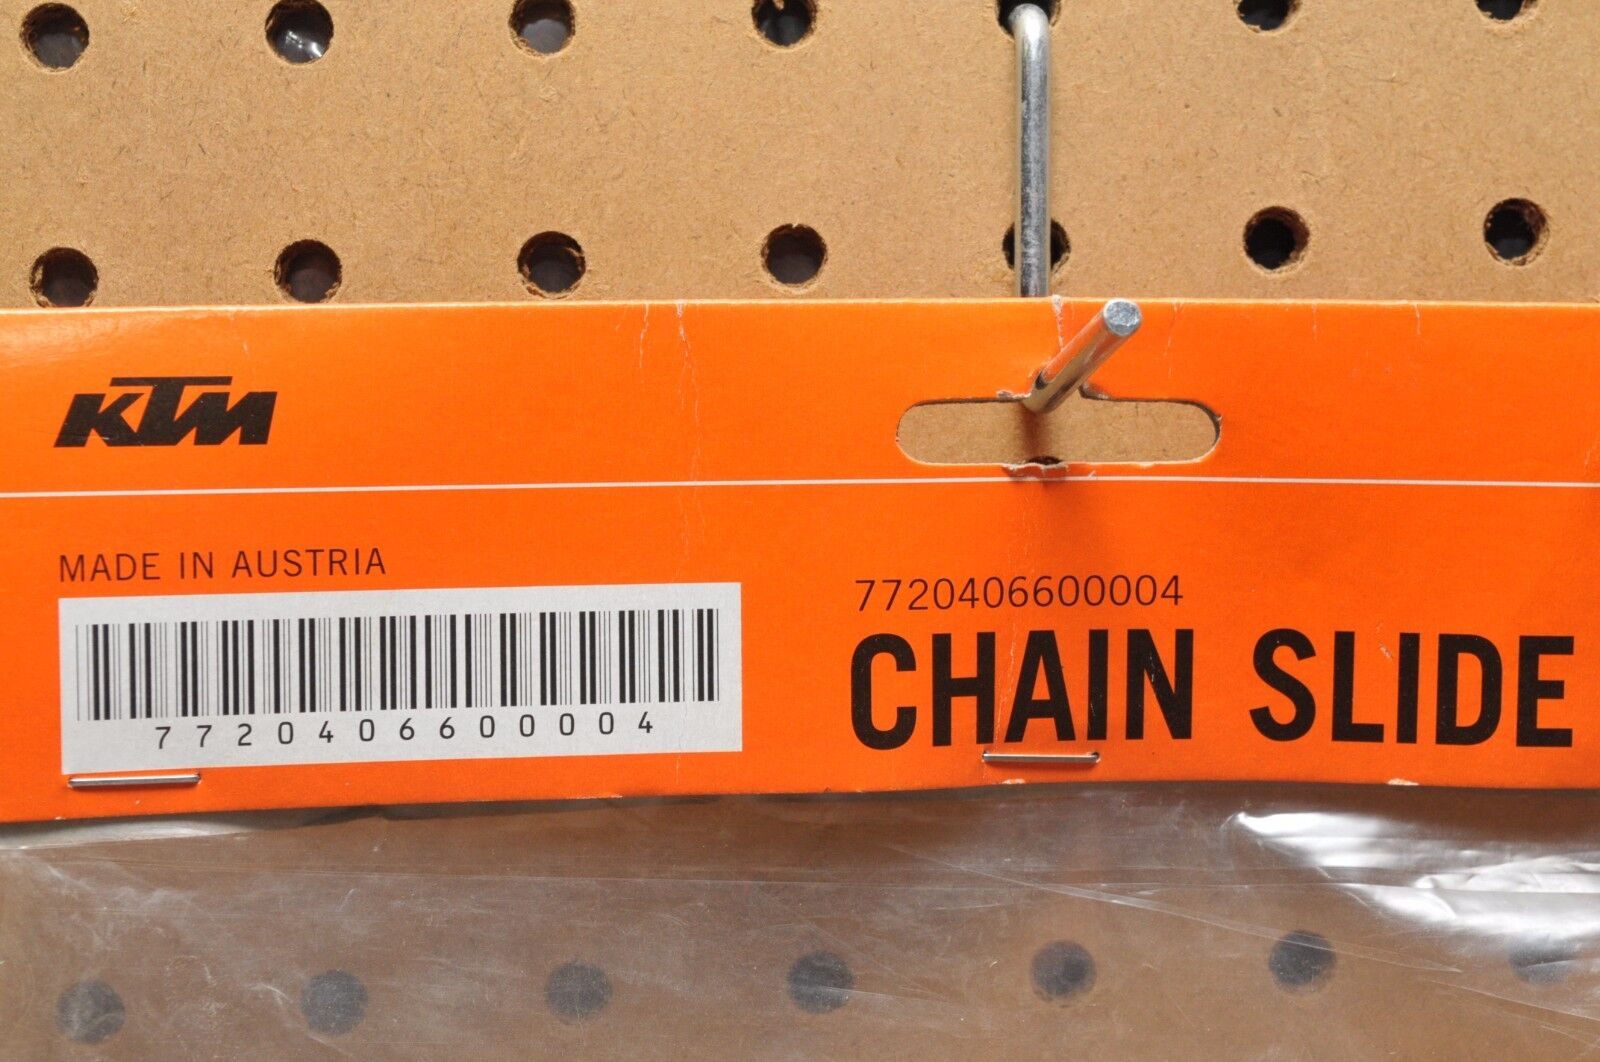 KTM
MADE IN AUSTRIA
7720406600004
7720406600004
CHAIN SLIDE